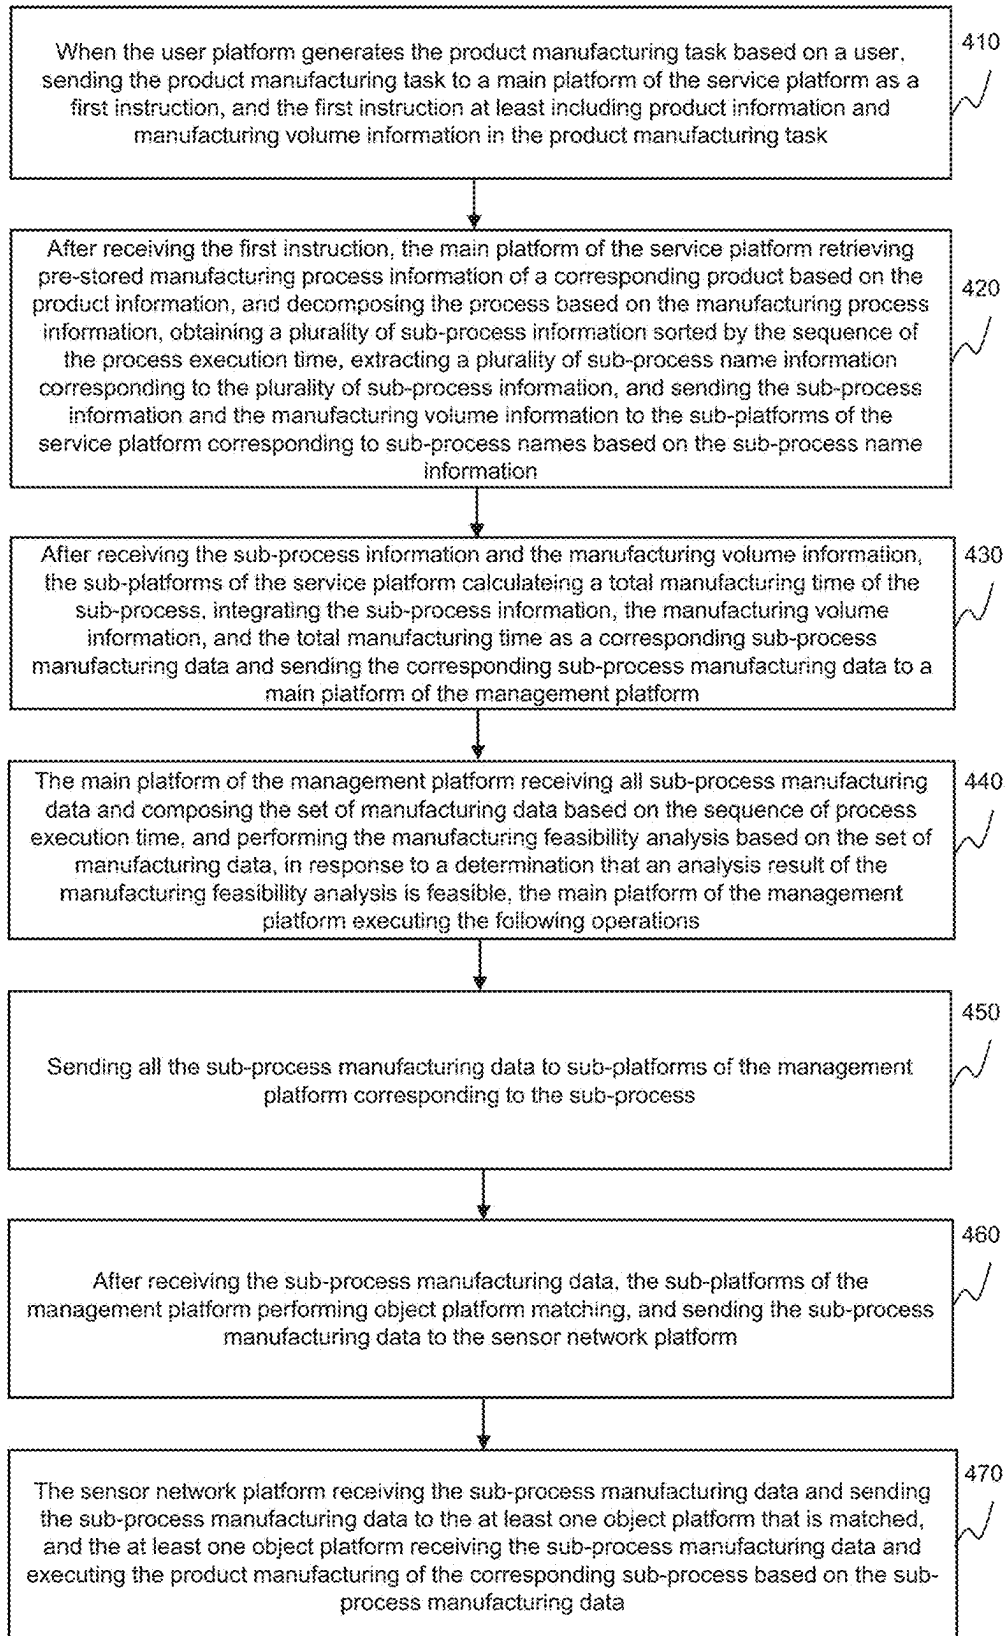 When the user platform generates the product manufacturing task based on a user,
sending the product manufacturing task to a main platform of the service platform as a
first instruction, and the first instruction at least including product information and
manufacturing volume information in the product manufacturing task
410
After receiving the first instruction, the main platform of the service platform retrieving
pre-stored manufacturing process information of a corresponding product based on the
product information, and decomposing the process based on the manufacturing process
information, obtaining a plurality of sub-process information sorted by the sequence of
the process execution time, extracting a plurality of sub-process name information
corresponding to the plurality of sub-process information, and sending the sub-process
information and the manufacturing volume information to the sub-platforms of the
service platform corresponding to sub-process names based on the sub-process name
information
420
After receiving the sub-process information and the manufacturing volume information,
the sub-platforms of the service platform calculateing a total manufacturing time of the
sub-process, integrating the sub-process information, the manufacturing volume
information, and the total manufacturing time as a corresponding sub-process
manufacturing data and sending the corresponding sub-process manufacturing data to a
main platform of the management platform
430
The main platform of the management platform receiving all sub-process manufacturing
data and composing the set of manufacturing data based on the sequence of process
execution time, and performing the manufacturing feasibility analysis based on the set of
manufacturing data, in response to a determination that an analysis result of the
manufacturing feasibility analysis is feasible, the main platform of the management
platform executing the following operations
440
Sending all the sub-process manufacturing data to sub-platforms of the management
platform corresponding to the sub-process
450
After receiving the sub-process manufacturing data, the sub-platforms of the
management platform performing object platform matching, and sending the sub-process
manufacturing data to the sensor network platform
460
The sensor network platform receiving the sub-process manufacturing data and sending
the sub-process manufacturing data to the at least one object platform that is matched,
and the at least one object platform receiving the sub-process manufacturing data and
executing the product manufacturing of the corresponding sub-process based on the sub-
process manufacturing data
470